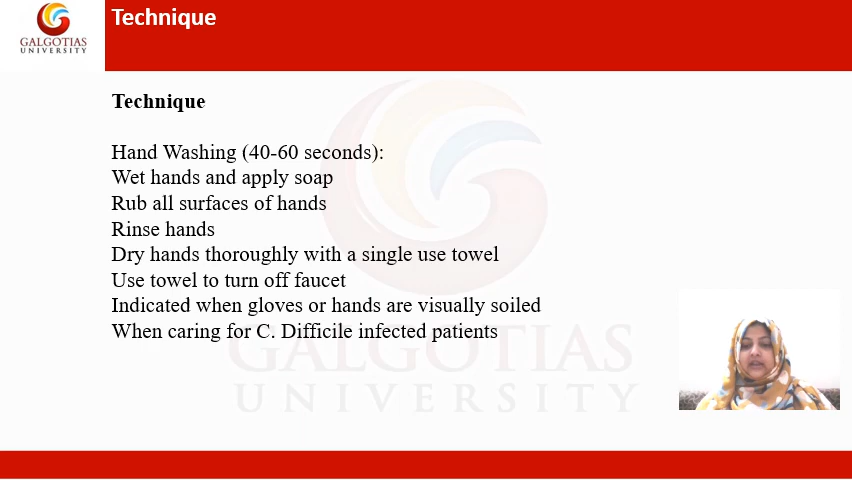 Technique
GALGOTIAS
UNIVERSITY
Technique
Hand Washing (40-60 seconds):
Wet hands and apply soap
Rub all surfaces of hands
Rinse hands
Dry hands thoroughly with a single use towel
Use towel to turn off faucet
Indicated when gloves or hands are visually soiled
When caring for C. Difficile infected patients
GALGOTIAS
UNIVERSITY